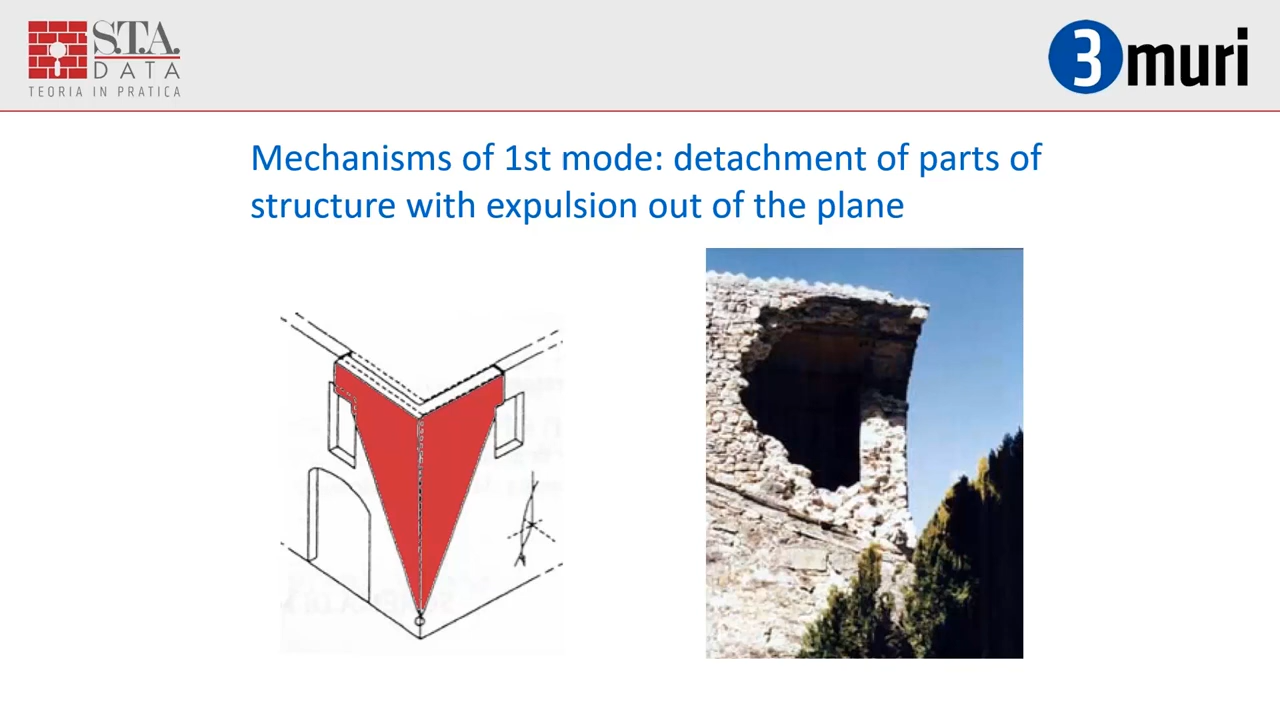 S.T.A.
DATA
TEORIA IN PRATICA
3muri
Mechanisms of 1st mode: detachment of parts of
structure with expulsion out of the plane